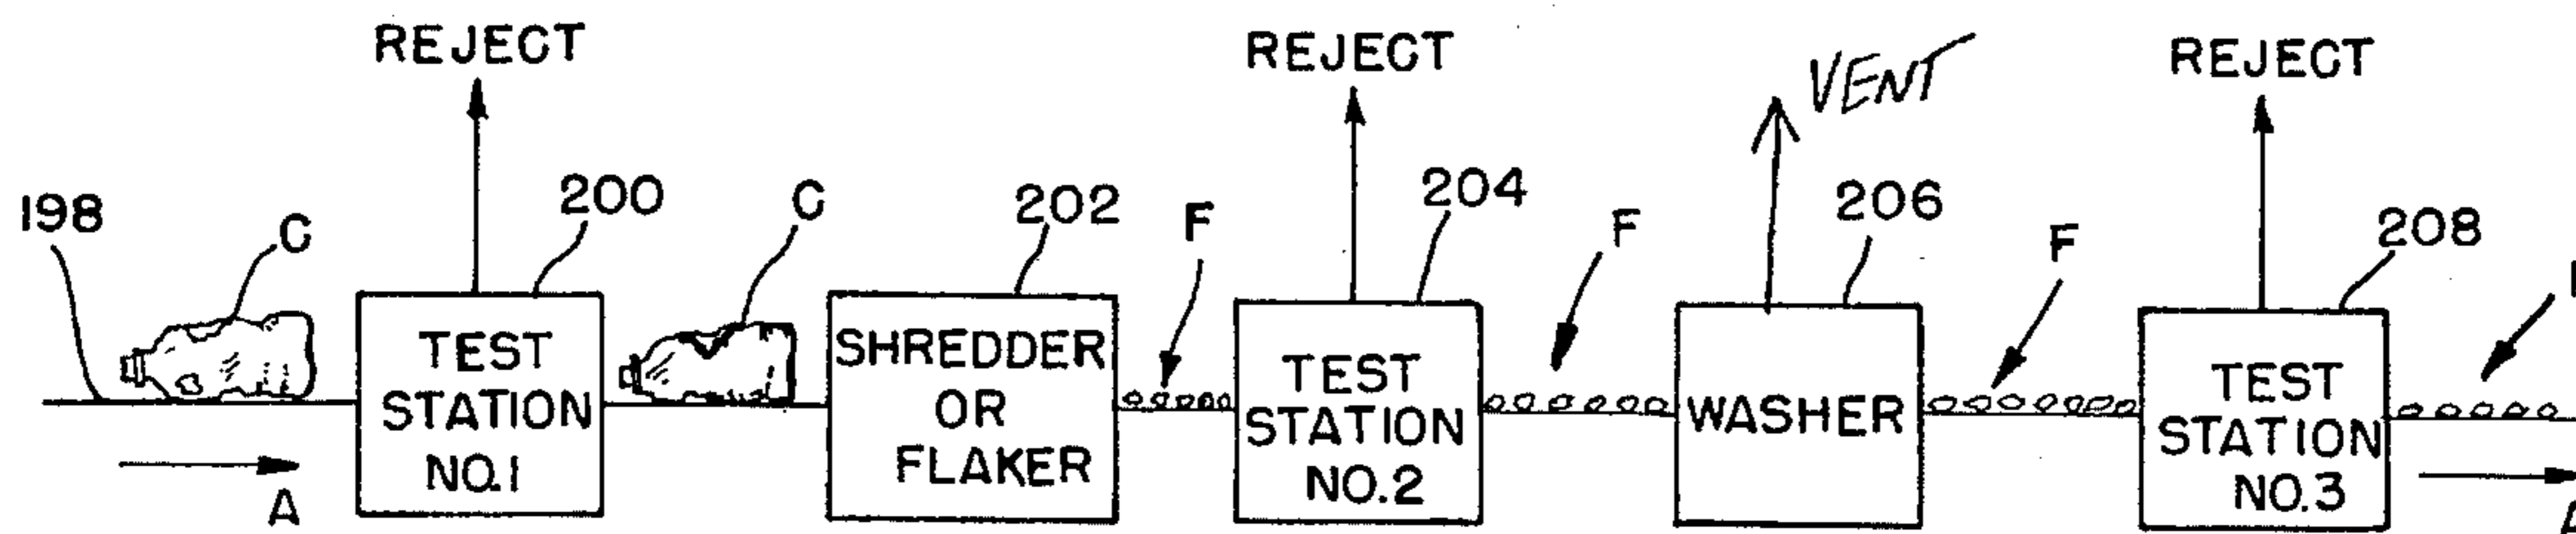 REJECT
REJECT
VENT
REJECT
198
C
200
C
202
F
204
F
206
F
208
TEST
STATION
NO.1
SHREDDER
OR
FLAKER
TEST
STATION
NO.2
WASHER
TEST
STATION
NO.3
A